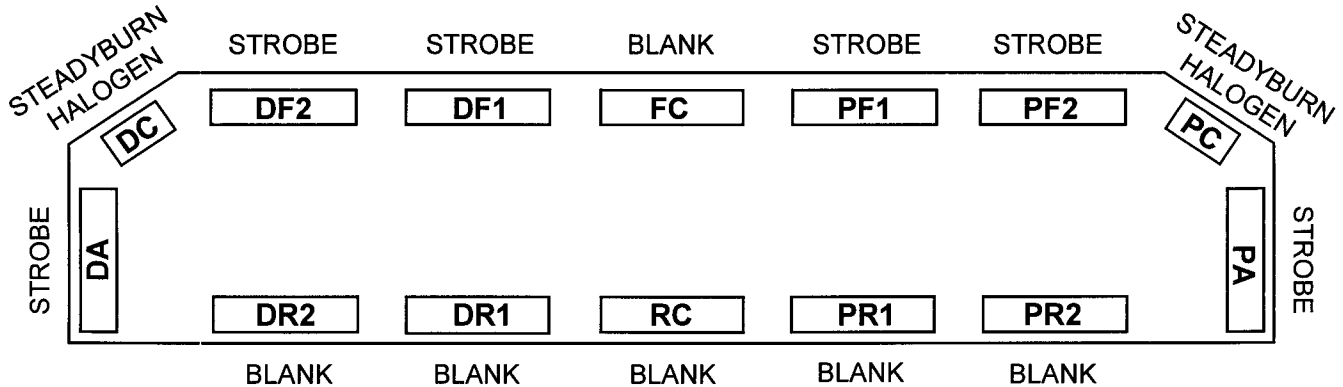 STROBE STROBE BLANK STROBE STROBE
STEADYBURN
HALOGEN
STEADYBURN
HALOGEN
DC DF2 DF1 FC PF1 PF2 PC
STROBE DA PA STROBE
DR2 DR1 RC PR1 PR2
BLANK BLANK BLANK BLANK BLANK